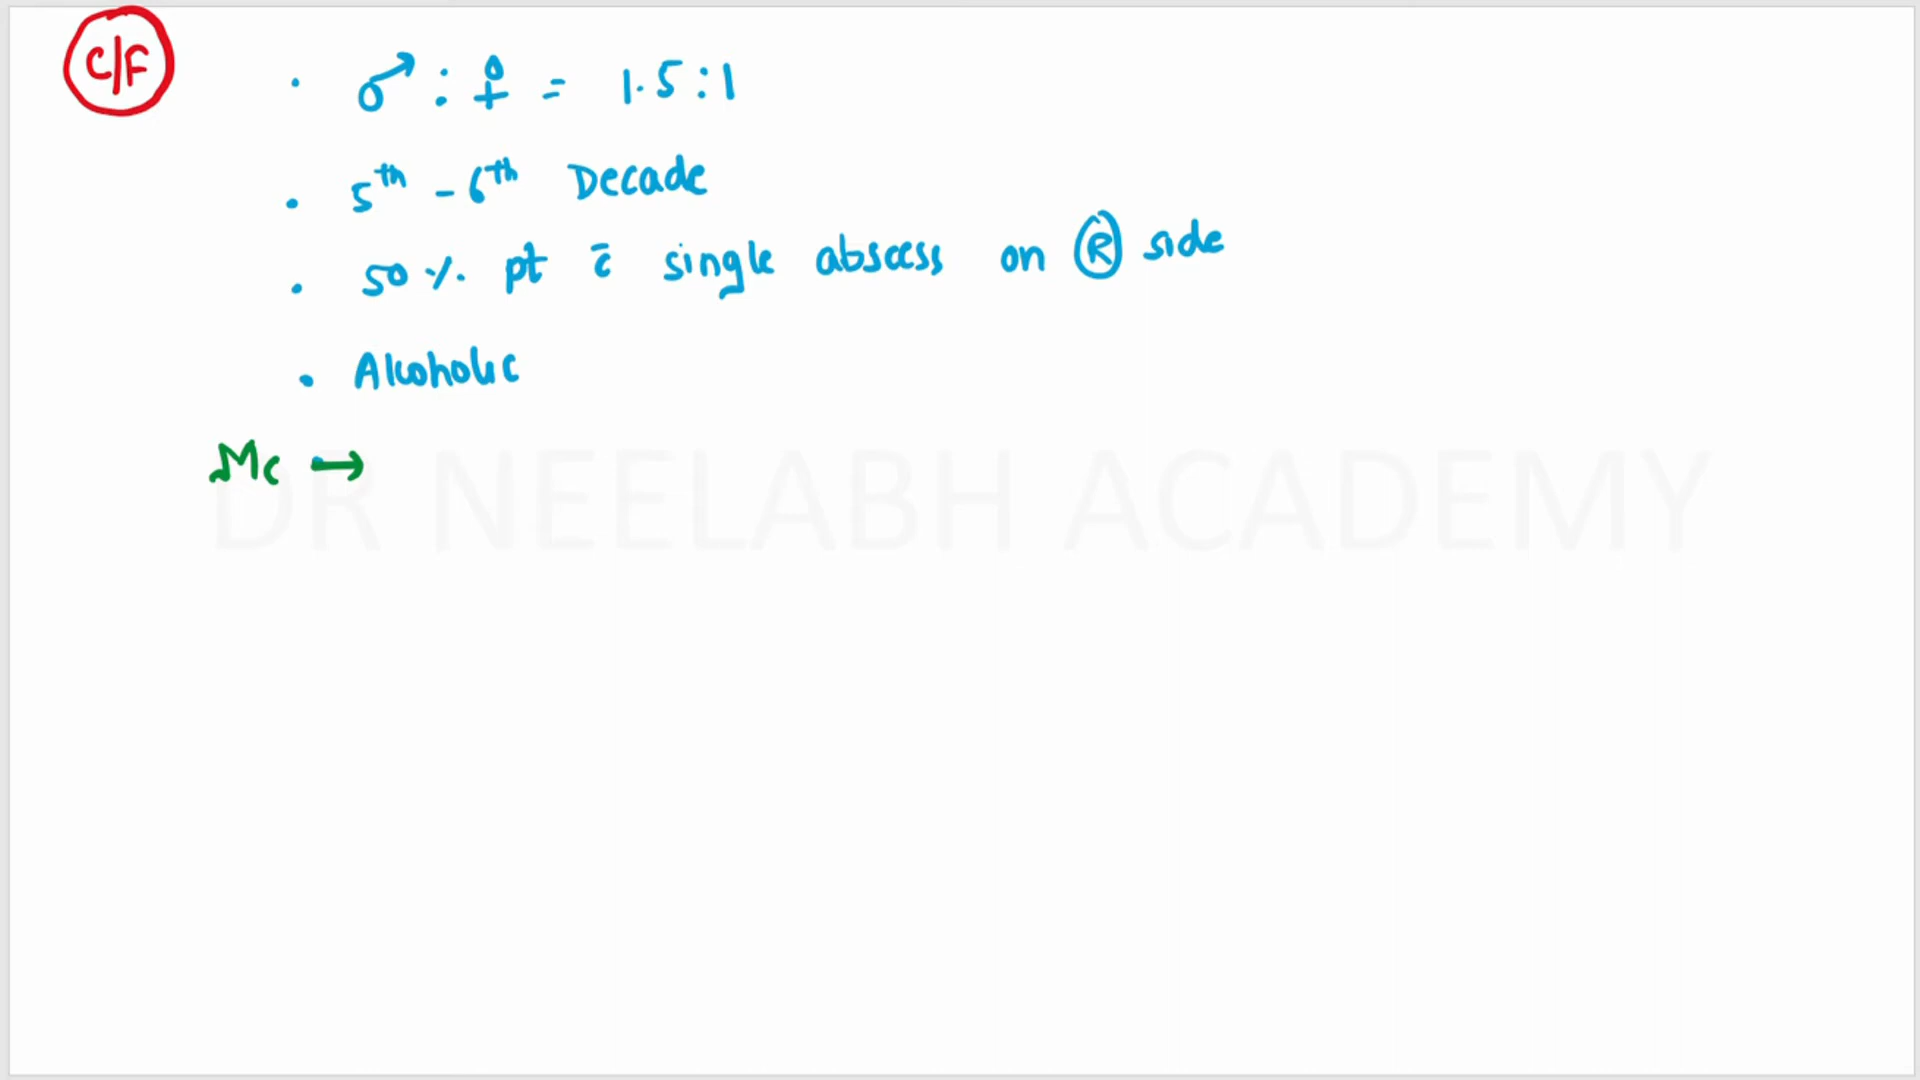 C/F
• ♂ : ♀ = 1.5 : 1
• 5th - 6th Decade
• 50 % pt c̄ single abscess on Ⓡ side
• Alcoholic
Mc →
DR NEELABH ACADEMY